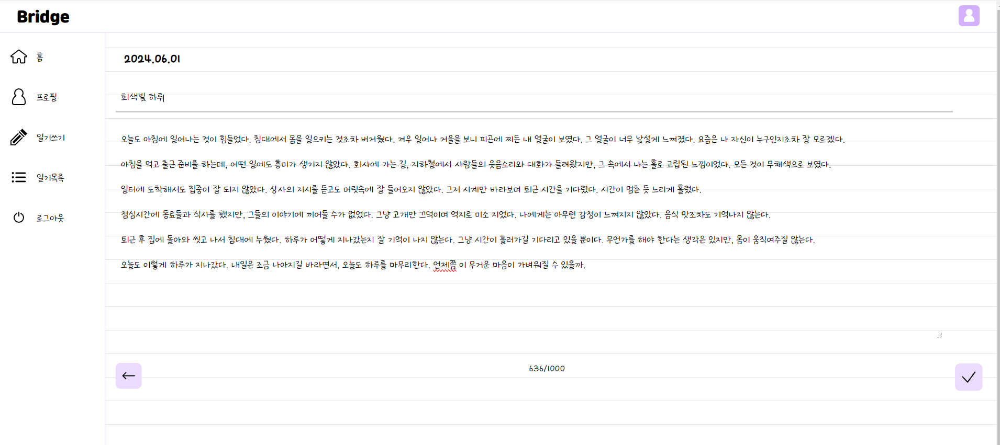 Bridge
홈
프로필
일기쓰기
일기목록
로그아웃
2024.06.01
회색빛 하루
오늘도 아침에 일어나는 것이 힘들었다. 침대에서 몸을 일으키는 것조차 버거웠다. 겨우 일어나 거울을 보니 피곤에 찌든 내 얼굴이 보였다. 그 얼굴이 너무 낯설게 느껴졌다. 요즘은 나 자신이 누구인지조차 잘 모르겠다.
아침을 먹고 출근 준비를 하는데, 어떤 일에도 흥미가 생기지 않았다. 회사에 가는 길, 지하철에서 사람들의 웃음소리와 대화가 들려왔지만, 그 속에서 나는 홀로 고립된 느낌이었다. 모든 것이 무채색으로 보였다.
일터에 도착해서도 집중이 잘 되지 않았다. 상사의 지시를 듣고도 머릿속에 잘 들어오지 않았다. 그저 시계만 바라보며 퇴근 시간을 기다렸다. 시간이 멈춘 듯 느리게 흘렀다.
점심시간에 동료들과 식사를 했지만, 그들의 이야기에 끼어들 수가 없었다. 그냥 고개만 끄덕이며 억지로 미소 지었다. 나에게는 아무런 감정이 느껴지지 않았다. 음식 맛조차도 기억나지 않는다.
퇴근 후 집에 돌아와 씻고 나서 침대에 누웠다. 하루가 어떻게 지나갔는지 잘 기억이 나지 않는다. 그냥 시간이 흘러가길 기다리고 있을 뿐이다. 무언가를 해야 한다는 생각은 있지만, 몸이 움직여주질 않는다.
오늘도 이렇게 하루가 지나갔다. 내일은 조금 나아지길 바라면서, 오늘도 하루를 마무리한다. 언제쯤 이 무거운 마음이 가벼워질 수 있을까.
636/1000